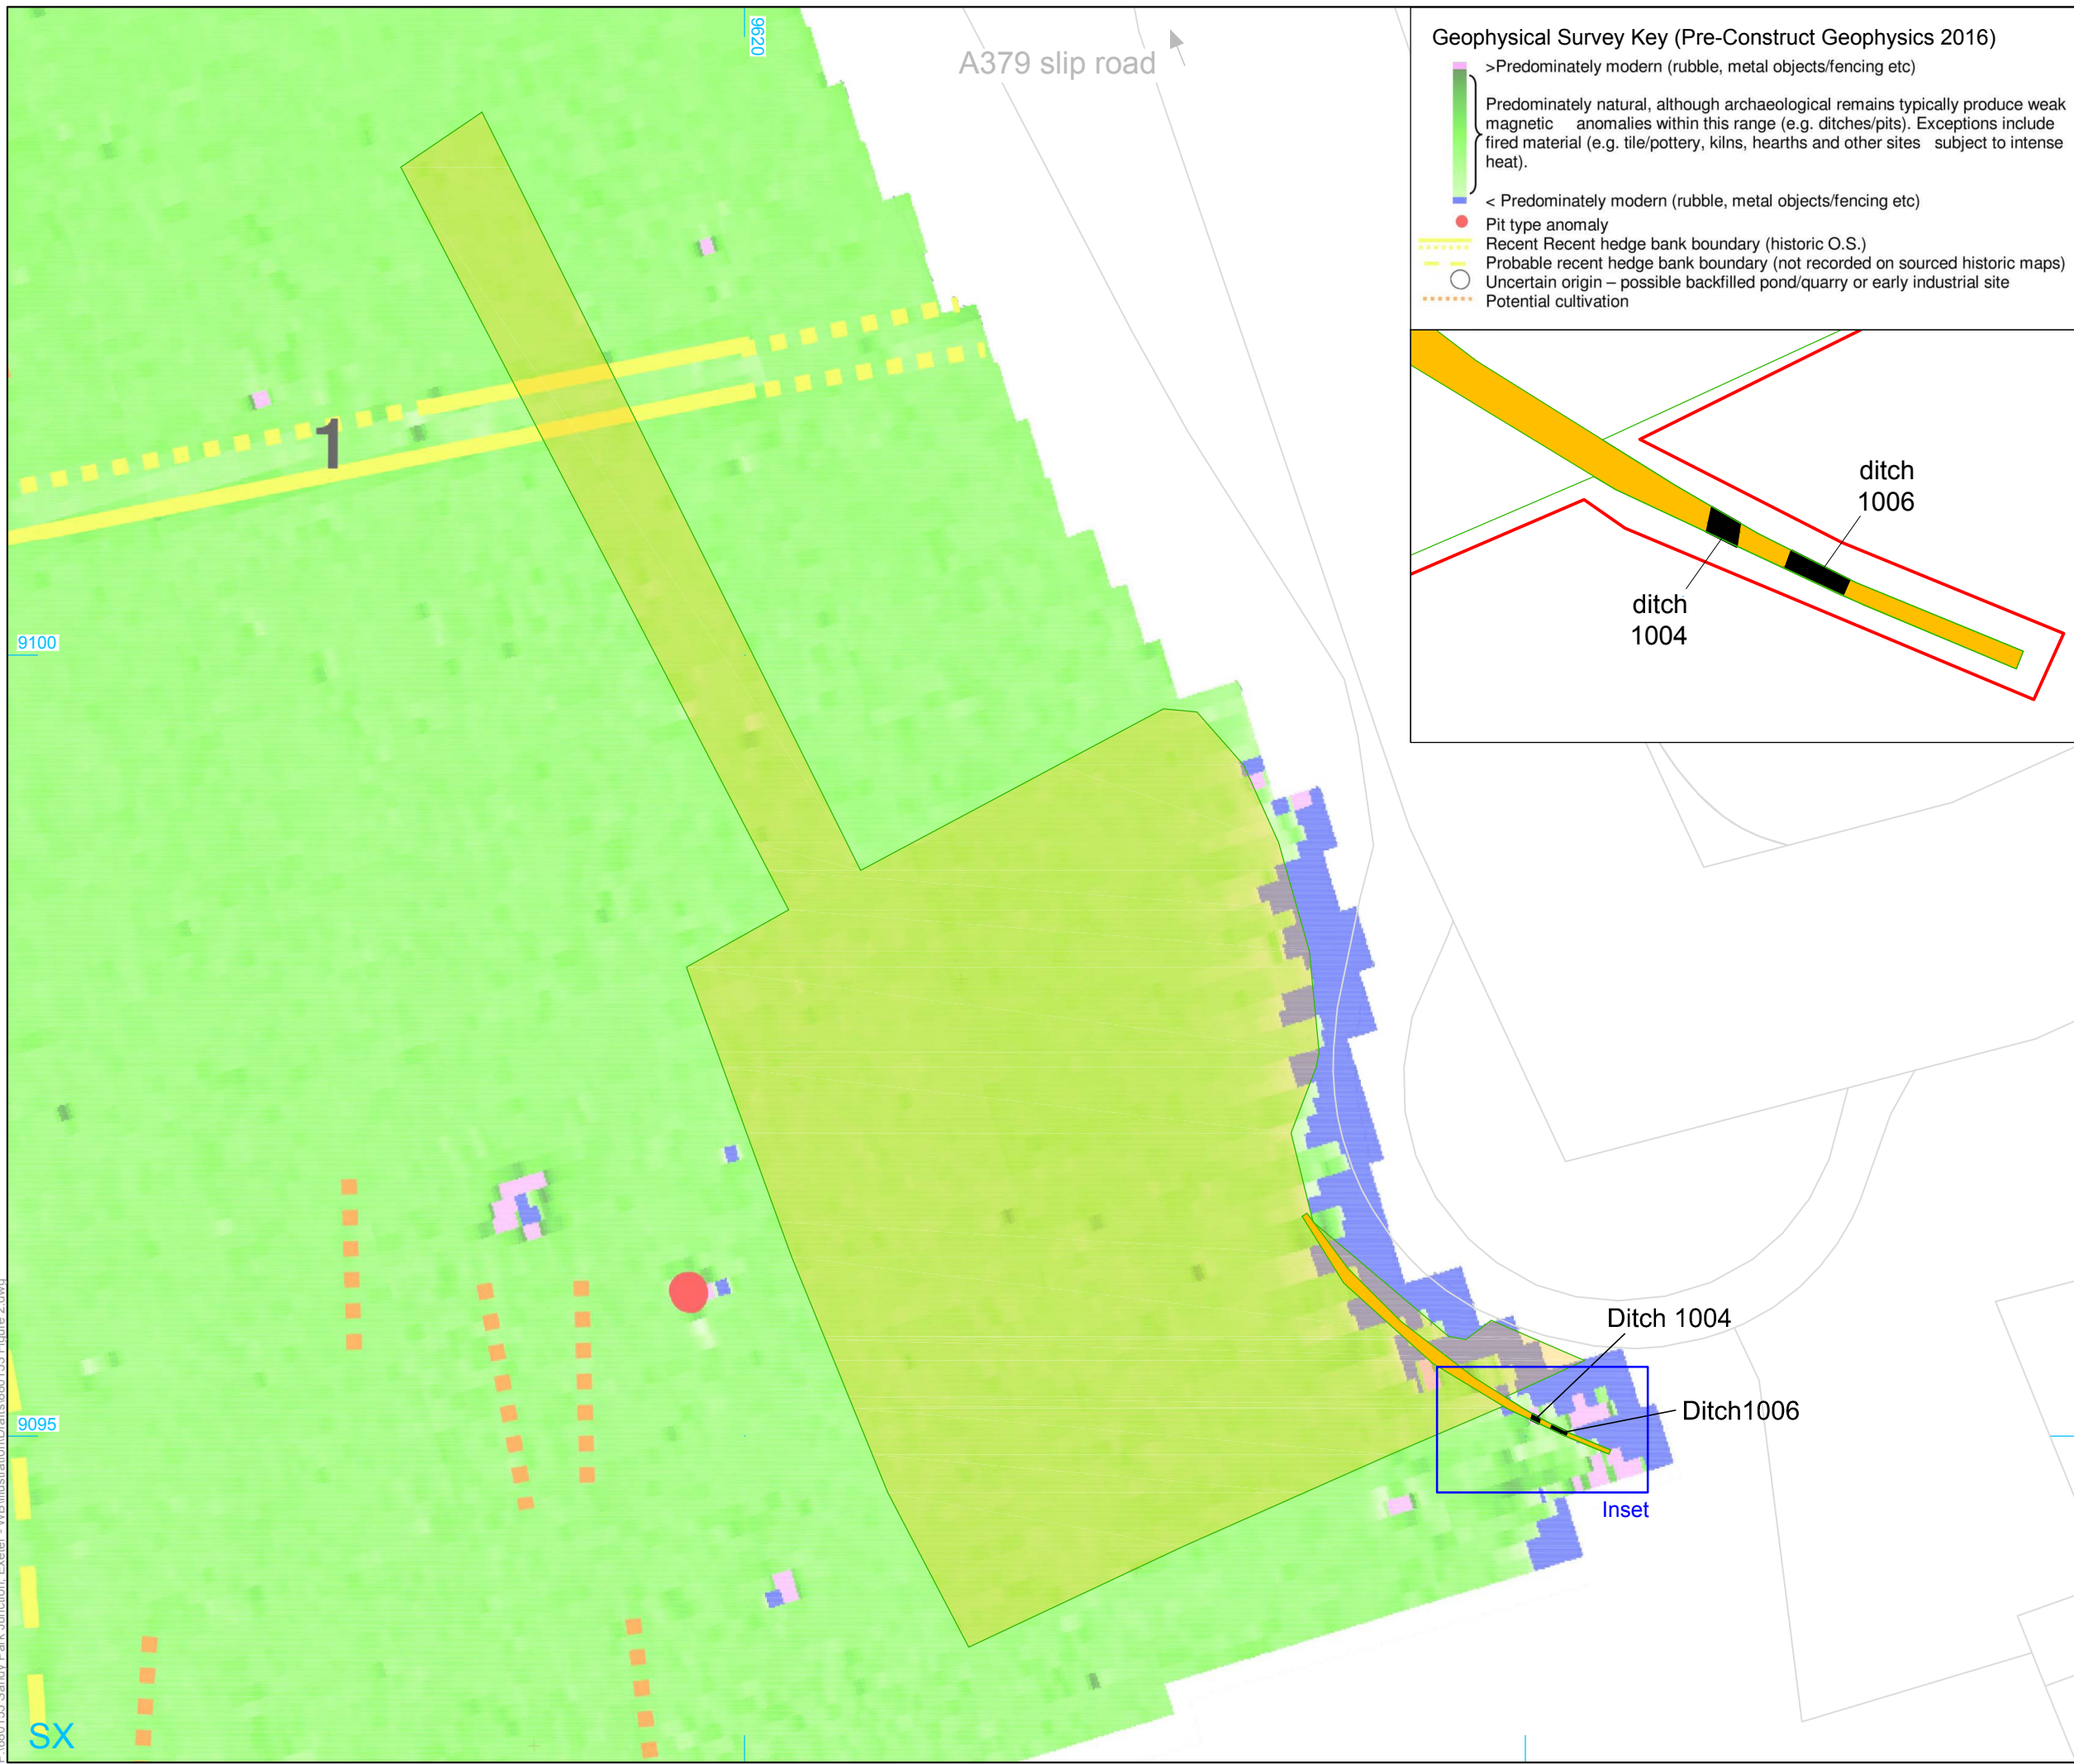 Geophysical Survey Key (Pre-Construct Geophysics 2016)
>Predominately modern (rubble, metal objects/fencing etc)
Predominately natural, although archaeological remains typically produce weak
magnetic anomalies within this range (e.g. ditches/pits). Exceptions include
fired material (e.g. tile/pottery, kilns, hearths and other sites subject to intense
heat).
< Predominately modern (rubble, metal objects/fencing etc)
Pit type anomaly
Recent Recent hedge bank boundary (historic O.S.)
Probable recent hedge bank boundary (not recorded on sourced historic maps)
Uncertain origin – possible backfilled pond/quarry or early industrial site
Potential cultivation
A379 slip road
9620
1
9100
ditch
1006
ditch
1004
Ditch 1004
Ditch1006
Inset
9095
SX